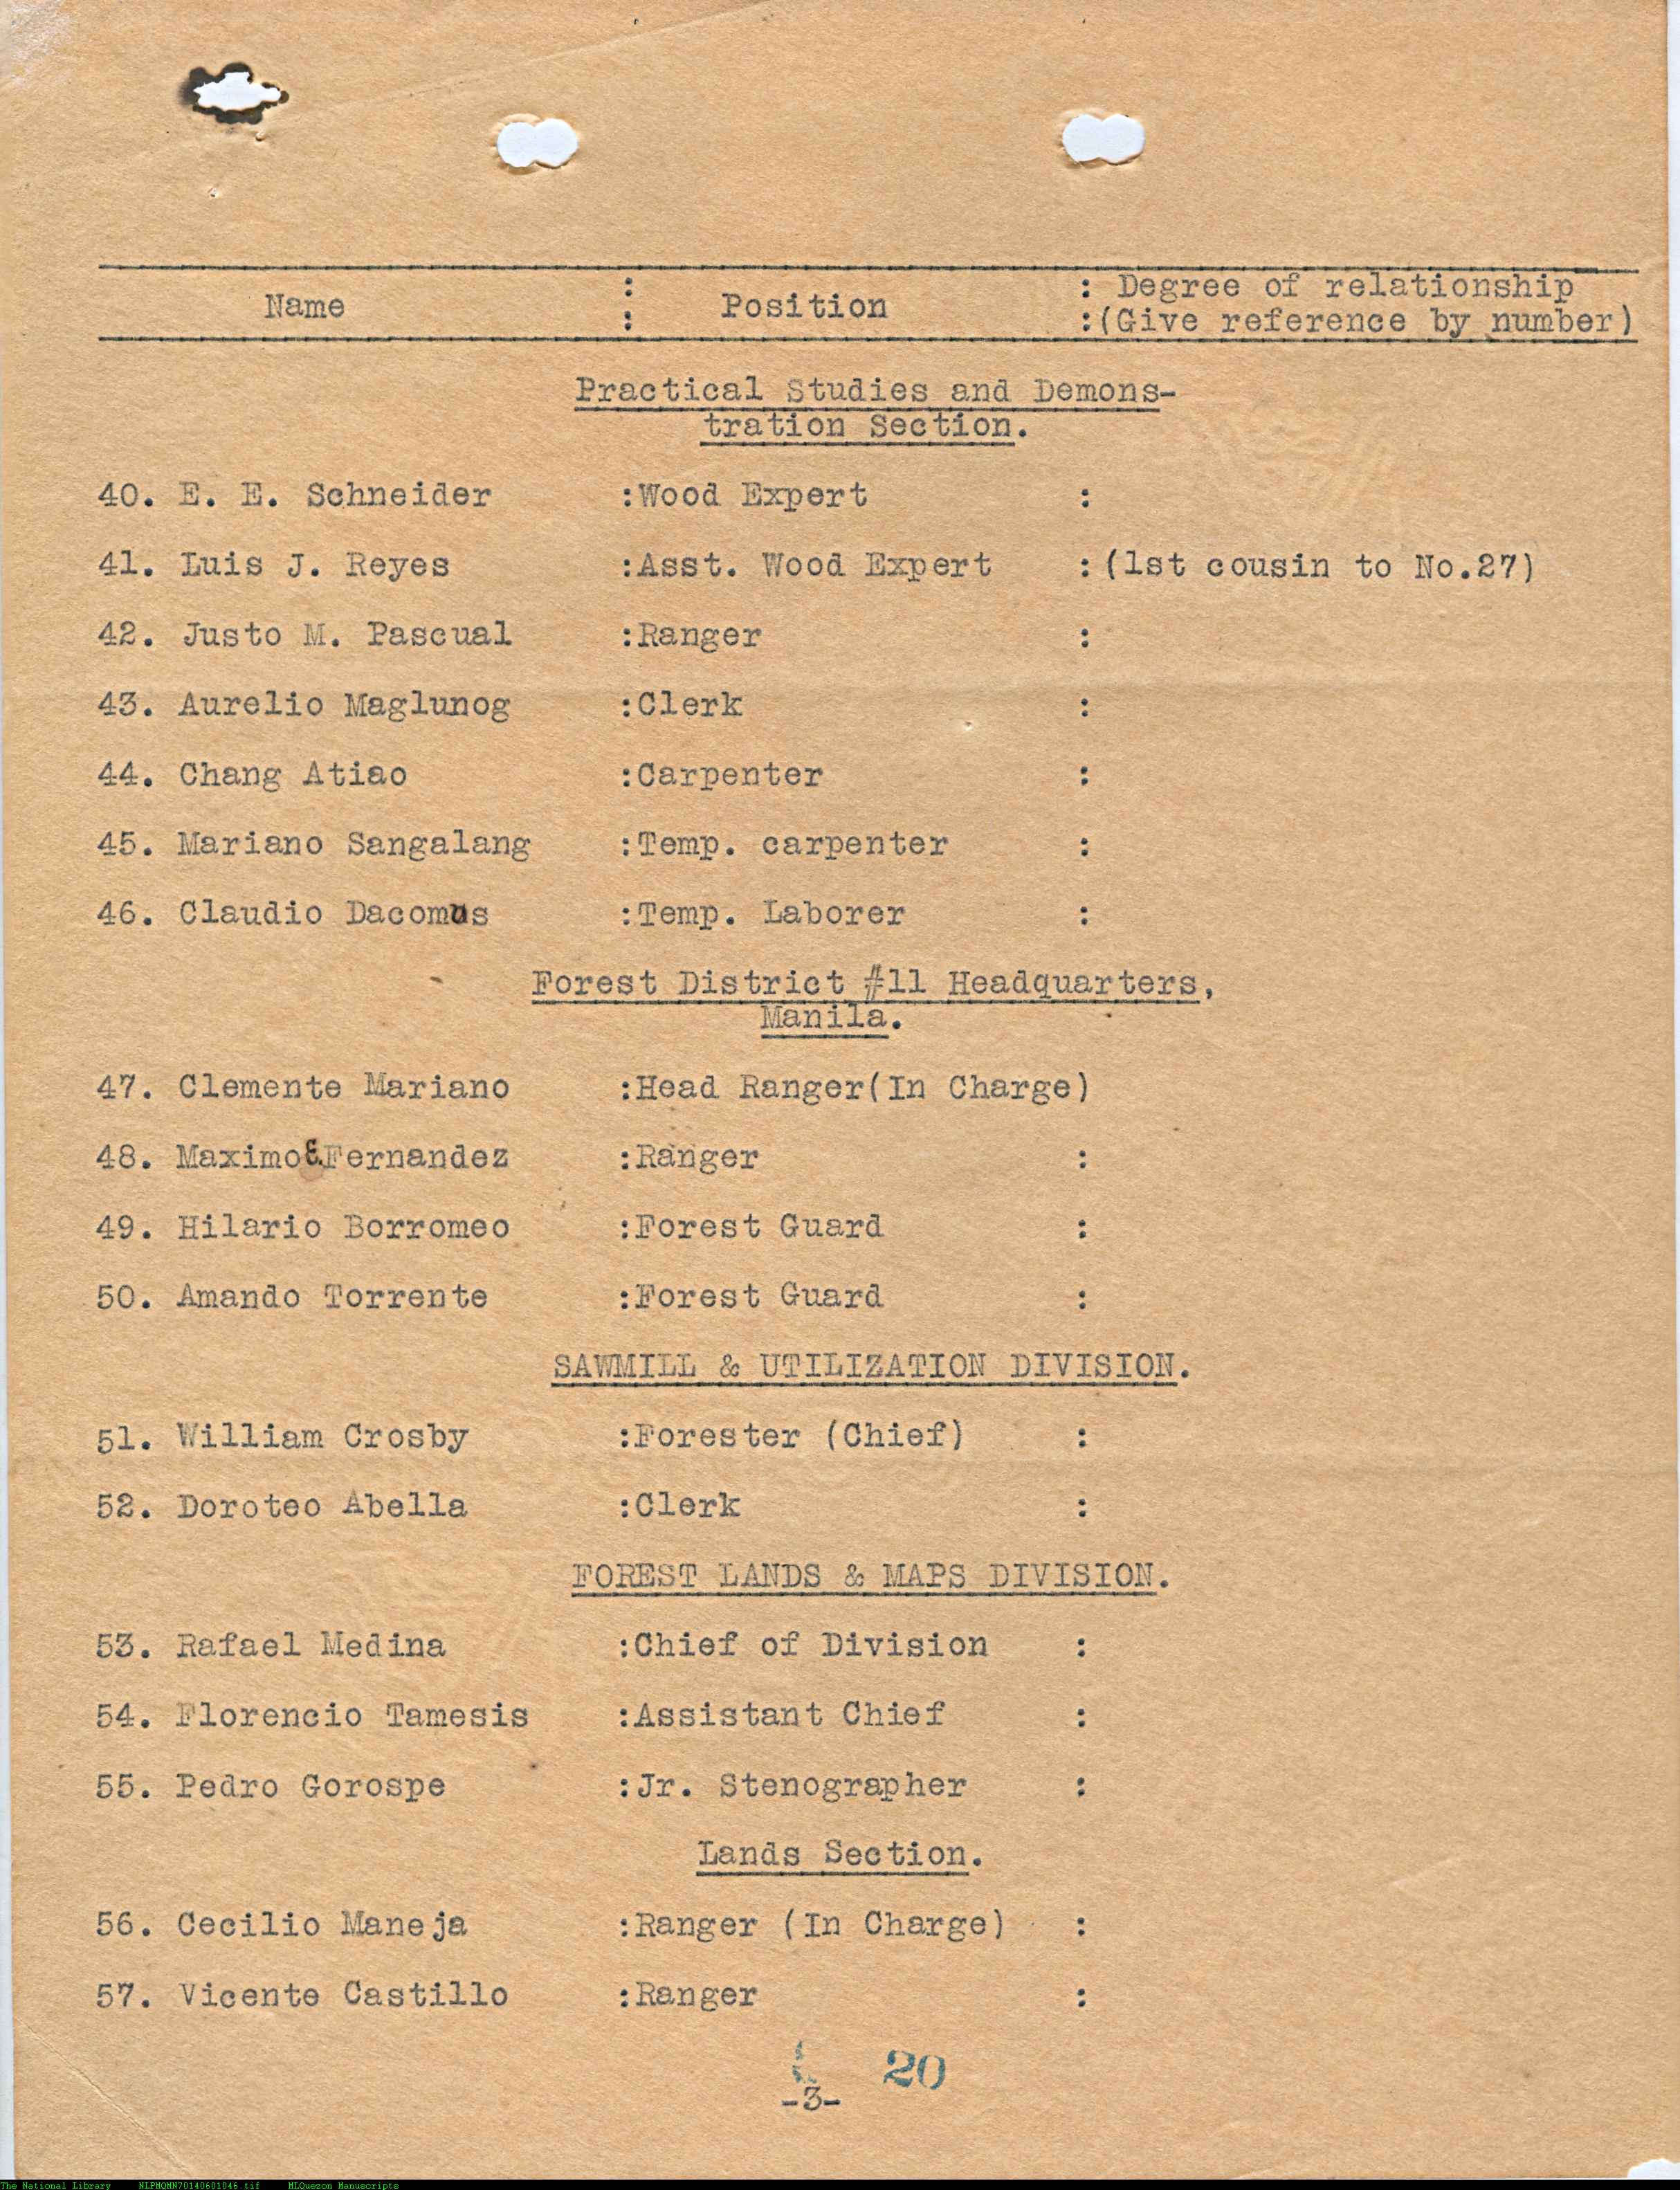 Name : Position : Degree of relationship
: :(Give reference by number)
Practical Studies and Demons-
tration Section.
40. E. E. Schneider :Wood Expert :
41. Luis J. Reyes :Asst. Wood Expert :(1st cousin to No.27)
42. Justo M. Pascual :Ranger :
43. Aurelio Maglunog :Clerk :
44. Chang Atiao :Carpenter :
45. Mariano Sangalang :Temp. carpenter :
46. Claudio Dacomos :Temp. Laborer :
Forest District #11 Headquarters,
Manila.
47. Clemente Mariano :Head Ranger(In Charge)
48. Maximo C.Fernandez :Ranger :
49. Hilario Borromeo :Forest Guard :
50. Amando Torrente :Forest Guard :
SAWMILL & UTILIZATION DIVISION.
51. William Crosby :Forester (Chief) :
52. Doroteo Abella :Clerk :
FOREST LANDS & MAPS DIVISION.
53. Rafael Medina :Chief of Division :
54. Florencio Tamesis :Assistant Chief :
55. Pedro Gorospe :Jr. Stenographer :
Lands Section.
56. Cecilio Maneja :Ranger (In Charge) :
57. Vicente Castillo :Ranger :
20
-3-
The National Library NLPMQMN70140601046.tif MLQuezon Manuscripts